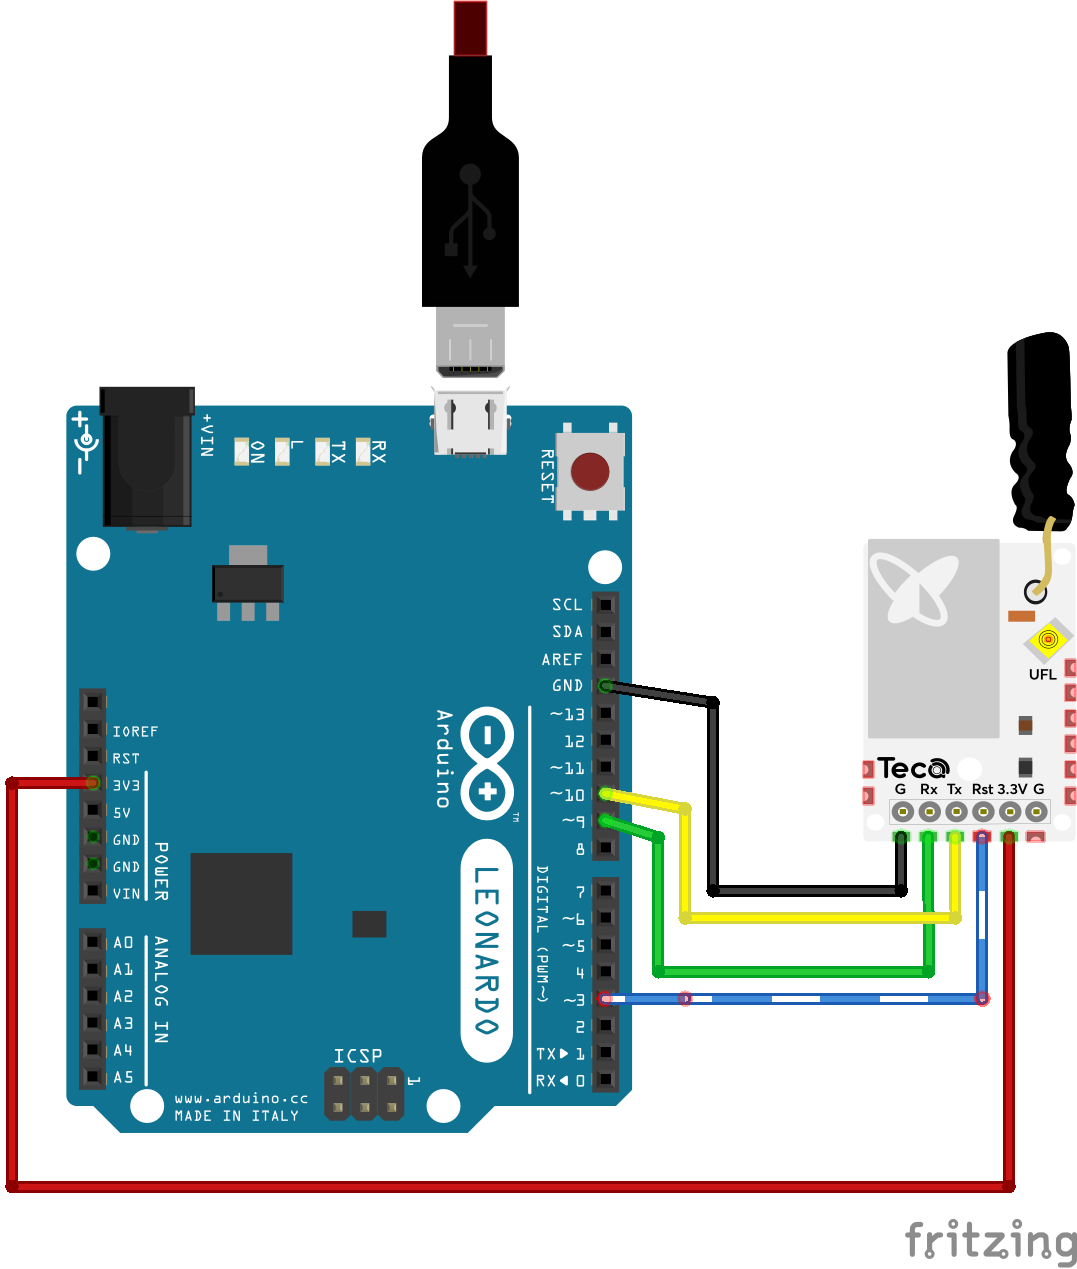 +VIN
ON
L
TX
RX
RESET
+
-
SCL
SDA
AREF
GND
~13
12
~11
~10
~9
8
7
~6
~5
4
~3
2
TX▶ 1
RX◀ 0
DIGITAL (PWM~)
IOREF
RST
3V3
5V
GND
GND
VIN
POWER
A0
A1
A2
A3
A4
A5
ANALOG IN
Arduino
TM
LEONARDO
ICSP
1
www.arduino.cc
MADE IN ITALY
UFL
Teca
G Rx Tx Rst 3.3V G
fritzing